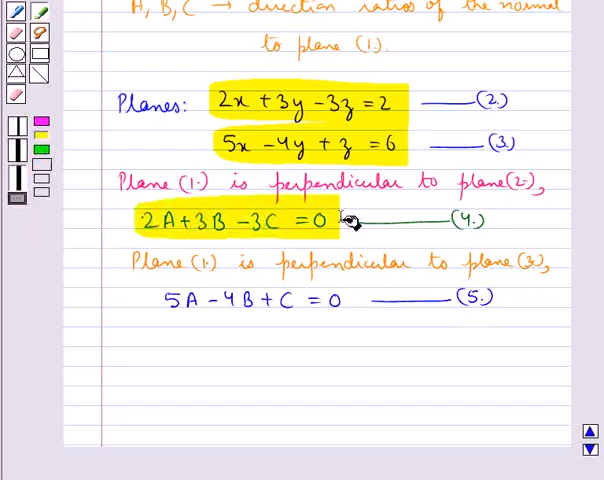 A, B, C → direction ratios of the normal
to plane (1.).
Planes: 2x + 3y - 3z = 2 ——— (2.)
5x - 4y + z = 6 ——— (3.)
Plane (1.) is perpendicular to plane (2.),
2A + 3B - 3C = 0 ——— (4.)
Plane (1.) is perpendicular to plane (3.),
5A - 4B + C = 0 ——— (5.)